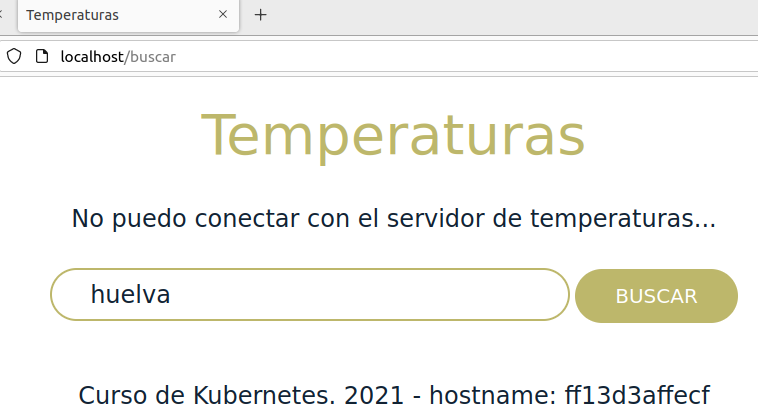 Temperaturas
localhost/buscar
Temperaturas
No puedo conectar con el servidor de temperaturas...
huelva BUSCAR
Curso de Kubernetes. 2021 - hostname: ff13d3affecf